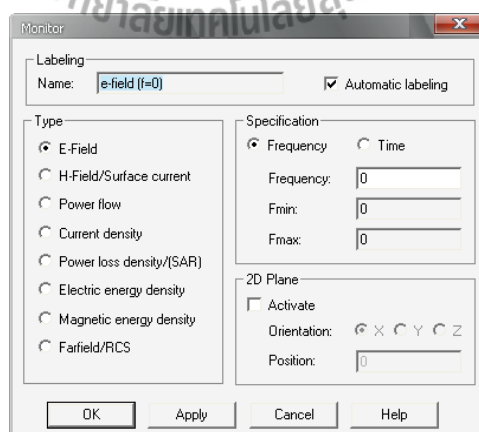 Monitor
Labeling
Name: e-field (f=0)
Automatic labeling
Type
E-Field
H-Field/Surface current
Power flow
Current density
Power loss density/(SAR)
Electric energy density
Magnetic energy density
Farfield/RCS
Specification
Frequency Time
Frequency: 0
Fmin: 0
Fmax: 0
2D Plane
Activate
Orientation: X Y Z
Position: 0
OK Apply Cancel Help